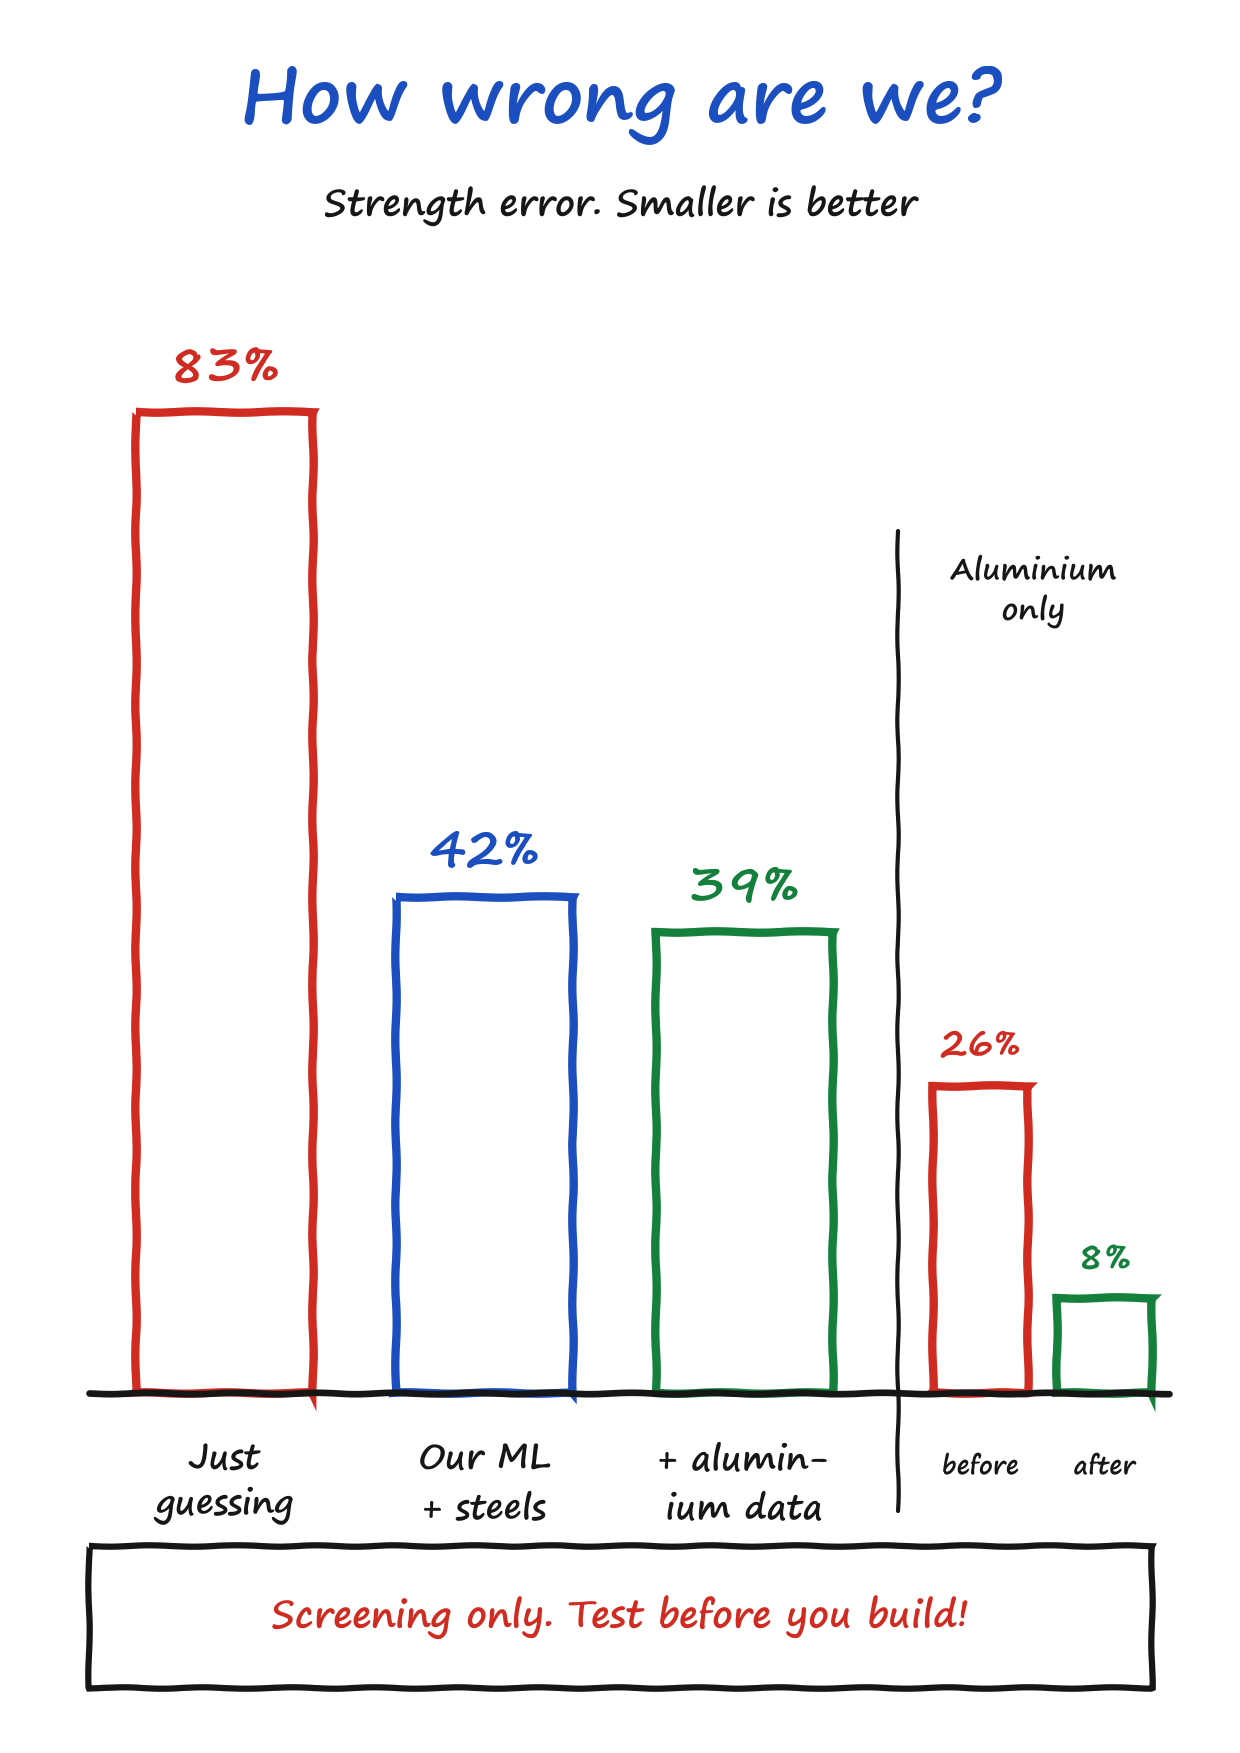 How wrong are we?
Strength error. Smaller is better
83%
42%
39%
Aluminium
only
26%
8%
Just
guessing
Our ML
+ steels
+ alumin-
ium data
before
after
Screening only. Test before you build!